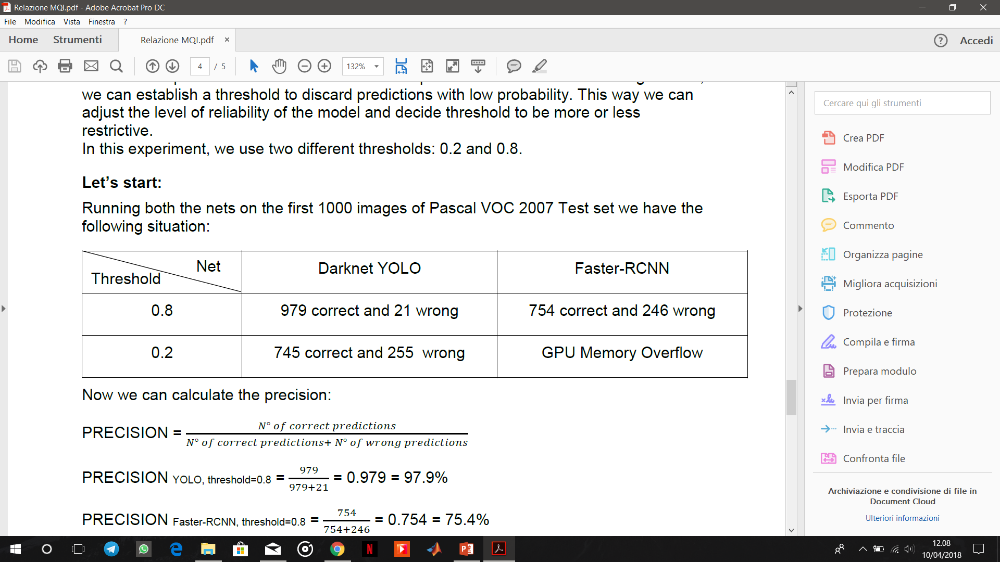 Relazione MQI.pdf - Adobe Acrobat Pro DC
File Modifica Vista Finestra ?
Home Strumenti Relazione MQI.pdf × ? Accedi
4 / 5 132%
we can establish a threshold to discard predictions with low probability. This way we can
adjust the level of reliability of the model and decide threshold to be more or less
restrictive.
In this experiment, we use two different thresholds: 0.2 and 0.8.
Let's start:
Running both the nets on the first 1000 images of Pascal VOC 2007 Test set we have the
following situation:
Net
Threshold
Darknet YOLO
Faster-RCNN
0.8
979 correct and 21 wrong
754 correct and 246 wrong
0.2
745 correct and 255 wrong
GPU Memory Overflow
Now we can calculate the precision:
PRECISION = N° of correct predictions
N° of correct predictions+ N° of wrong predictions
PRECISION YOLO, threshold=0.8 = 979
979+21 = 0.979 = 97.9%
PRECISION Faster-RCNN, threshold=0.8 = 754
754+246 = 0.754 = 75.4%
Cercare qui gli strumenti
Crea PDF
Modifica PDF
Esporta PDF
Commento
Organizza pagine
Migliora acquisizioni
Protezione
Compila e firma
Prepara modulo
Invia per firma
Invia e traccia
Confronta file
Archiviazione e condivisione di file in
Document Cloud
Ulteriori informazioni
12.08
10/04/2018